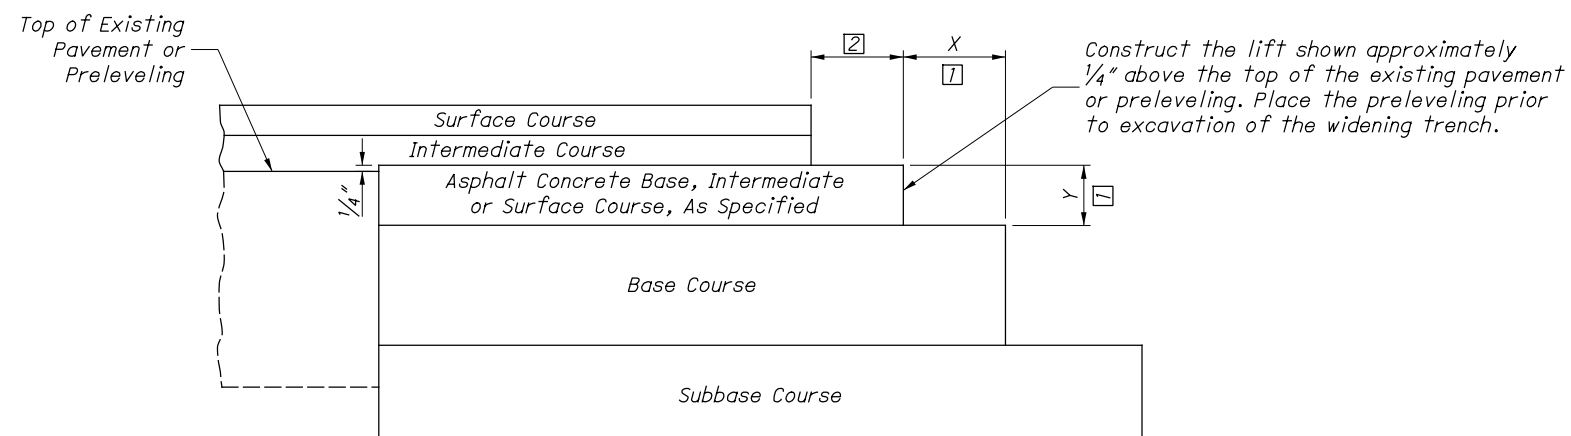 Top of Existing
Pavement or
Preleveling
2
X
1
Construct the lift shown approximately
1/4" above the top of the existing pavement
or preleveling. Place the preleveling prior
to excavation of the widening trench.
Surface Course
Intermediate Course
1/4"
Asphalt Concrete Base, Intermediate
or Surface Course, As Specified
Y
1
Base Course
Subbase Course